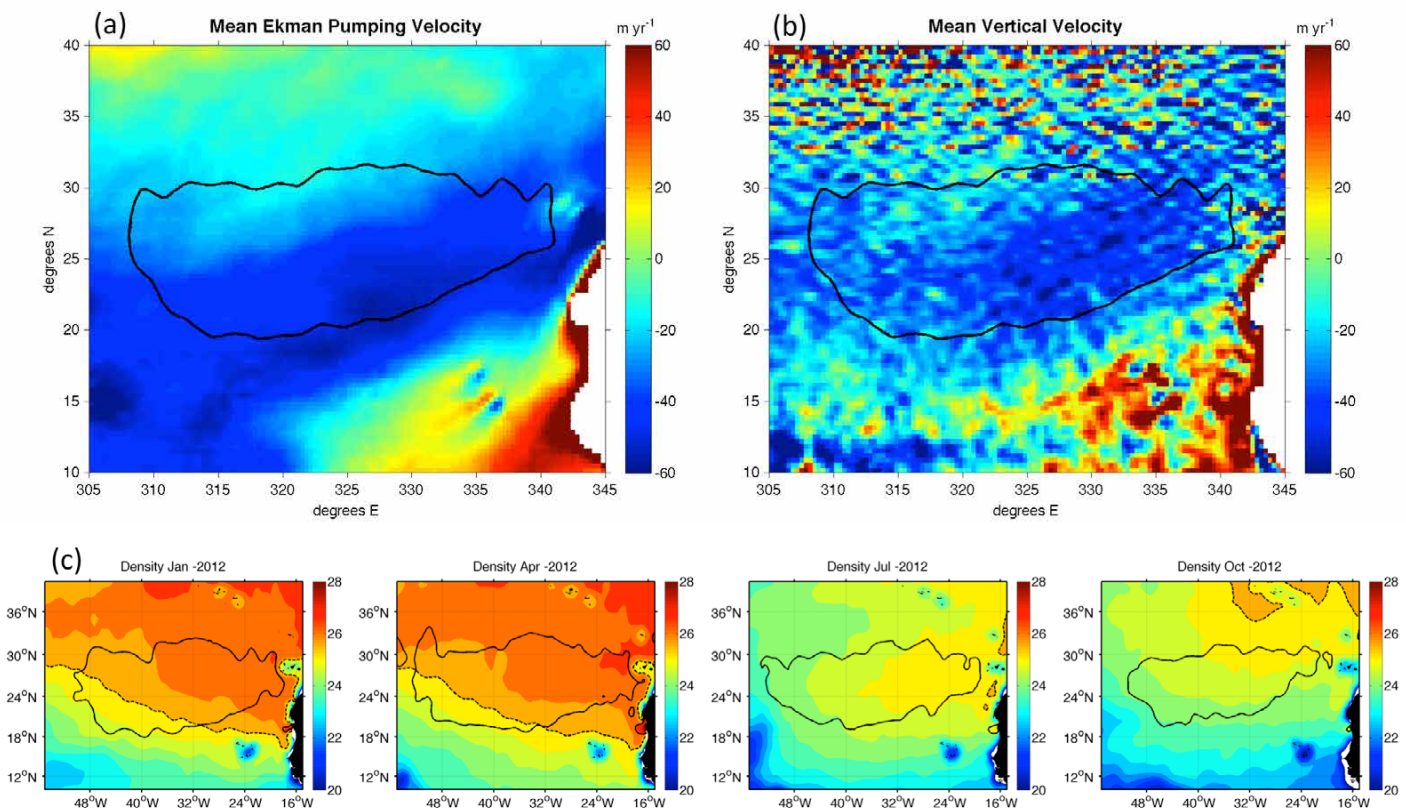 (a)
Mean Ekman Pumping Velocity
m yr-1
40
35
30
25
20
15
10
degrees N
305 310 315 320 325 330 335 340 345
degrees E
60
40
20
0
-20
-40
-60
(b)
Mean Vertical Velocity
m yr-1
40
35
30
25
20
15
10
degrees N
305 310 315 320 325 330 335 340 345
degrees E
60
40
20
0
-20
-40
-60
(c)
Density Jan -2012
36°N
30°N
24°N
18°N
12°N
48°W 40°W 32°W 24°W 16°W
28
26
24
22
20
Density Apr -2012
36°N
30°N
24°N
18°N
12°N
48°W 40°W 32°W 24°W 16°W
28
26
24
22
20
Density Jul -2012
36°N
30°N
24°N
18°N
12°N
48°W 40°W 32°W 24°W 16°W
28
26
24
22
20
Density Oct -2012
36°N
30°N
24°N
18°N
12°N
48°W 40°W 32°W 24°W 16°W
28
26
24
22
20